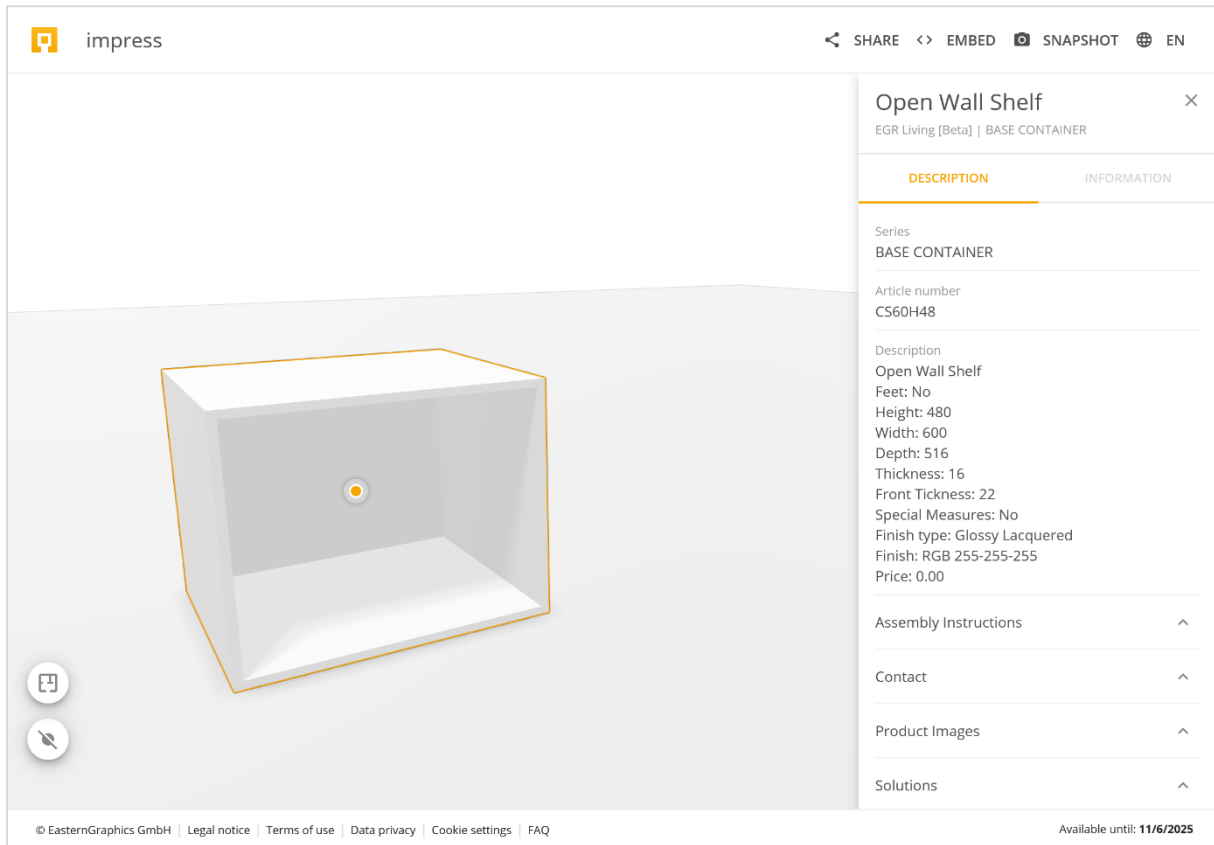 impress
SHARE
EMBED
SNAPSHOT
EN
Open Wall Shelf
EGR Living [Beta] | BASE CONTAINER
DESCRIPTION
INFORMATION
Series
BASE CONTAINER
Article number
CS60H48
Description
Open Wall Shelf
Feet: No
Height: 480
Width: 600
Depth: 516
Thickness: 16
Front Tickness: 22
Special Measures: No
Finish type: Glossy Lacquered
Finish: RGB 255-255-255
Price: 0.00
Assembly Instructions
Contact
Product Images
Solutions
© EasternGraphics GmbH | Legal notice | Terms of use | Data privacy | Cookie settings | FAQ
Available until: 11/6/2025